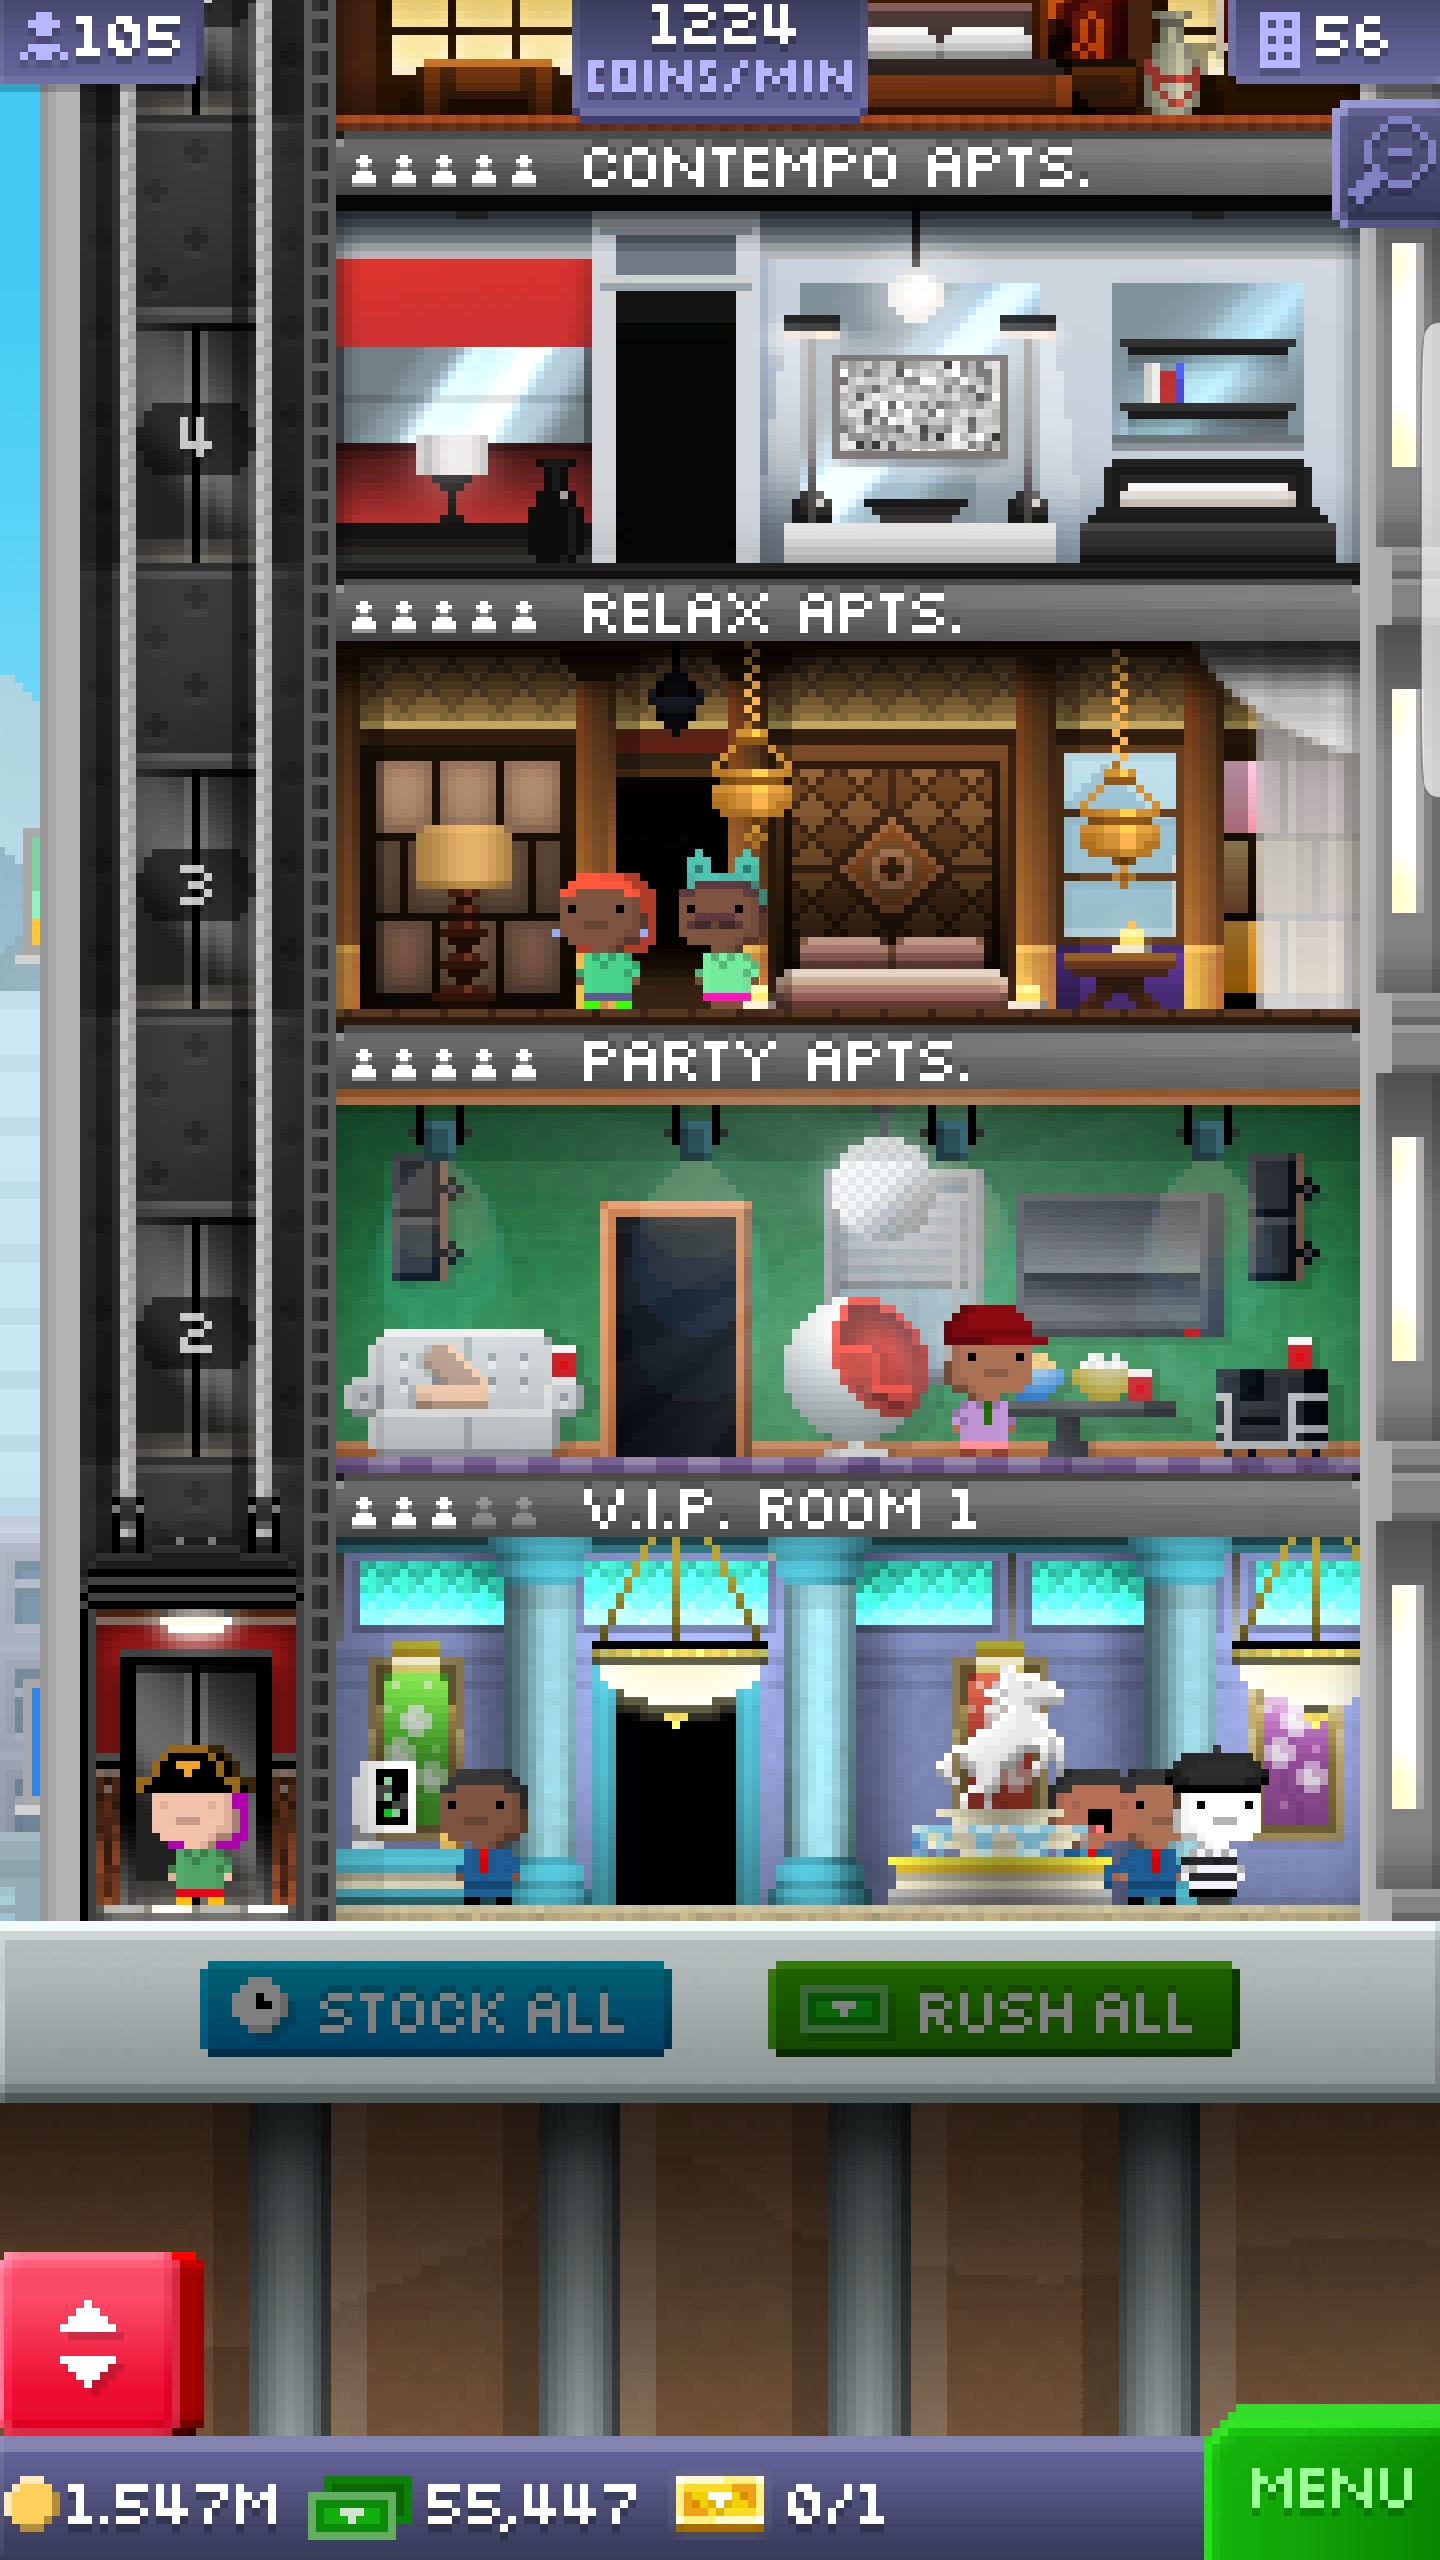 105
1224
COINS/MIN
56
CONTEMPO APTS.
4
RELAX APTS.
3
PARTY APTS.
2
V.I.P. ROOM 1
STOCK ALL
RUSH ALL
1.547M
55,447
0/1
MENU